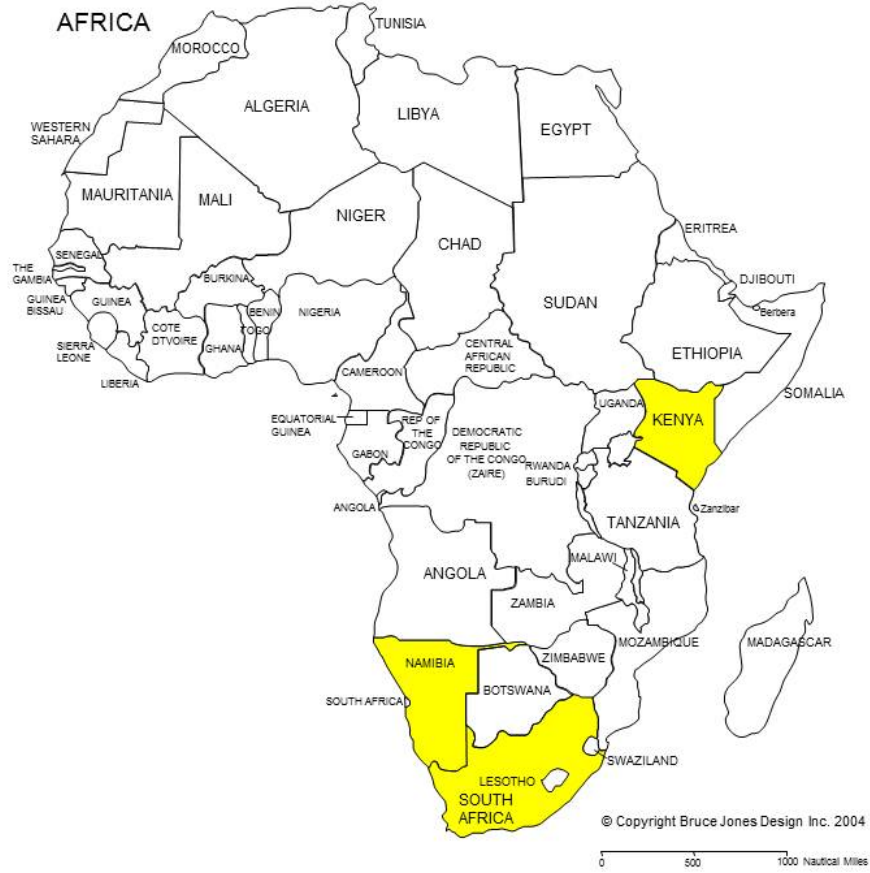 AFRICA
TUNISIA
MOROCCO
ALGERIA
LIBYA
EGYPT
WESTERN
SAHARA
MAURITANIA
MALI
NIGER
CHAD
SUDAN
ERITREA
DJIBOUTI
Berbera
SENEGAL
THE
GAMBIA
GUINEA
BISSAU
GUINEA
BURKINA
BENIN
TOGO
NIGERIA
COTE
DTVOIRE
GHANA
SIERRA
LEONE
LIBERIA
CENTRAL
AFRICAN
REPUBLIC
CAMEROON
ETHIOPIA
SOMALIA
UGANDA
KENYA
EQUATORIAL
GUINEA
REP OF
THE
CONGO
GABON
DEMOCRATIC
REPUBLIC
OF THE CONGO
(ZAIRE)
RWANDA
BURUDI
ANGOLA
TANZANIA
Zanzibar
ANGOLA
MALAWI
ZAMBIA
MOZAMBIQUE
MADAGASCAR
NAMIBIA
ZIMBABWE
BOTSWANA
SOUTH AFRICA
SWAZILAND
LESOTHO
SOUTH
AFRICA
© Copyright Bruce Jones Design Inc. 2004
0 500 1000 Nautical Miles